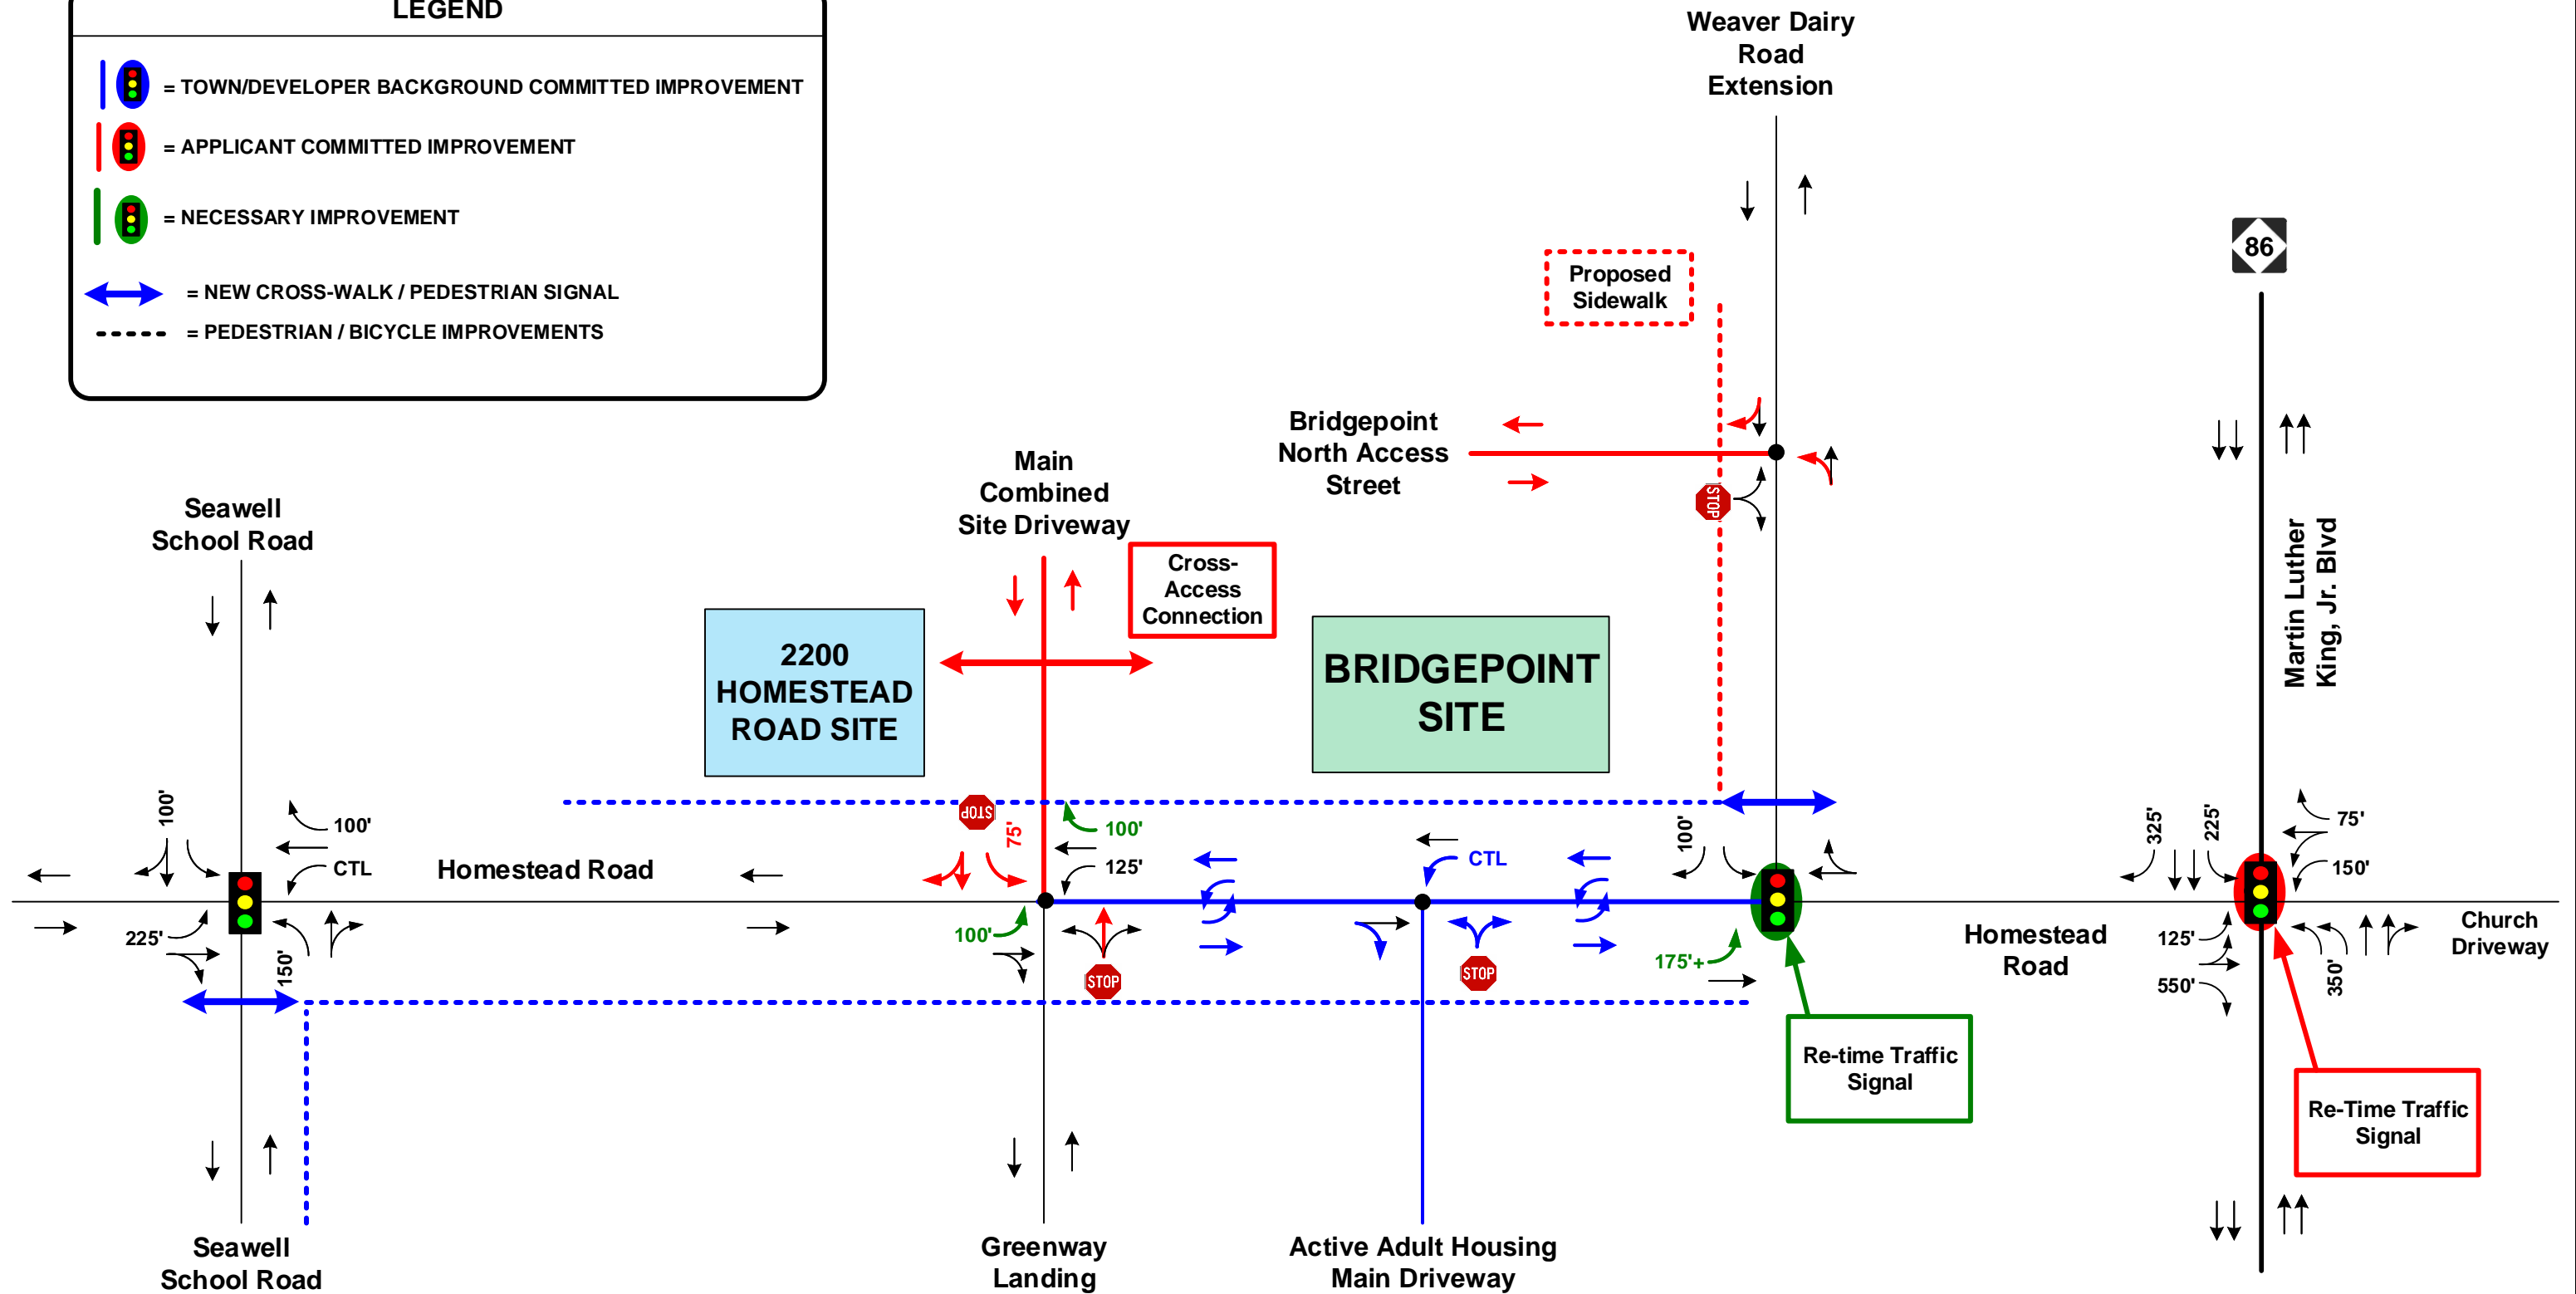 LEGEND
= TOWN/DEVELOPER BACKGROUND COMMITTED IMPROVEMENT
= APPLICANT COMMITTED IMPROVEMENT
= NECESSARY IMPROVEMENT
= NEW CROSS-WALK / PEDESTRIAN SIGNAL
= PEDESTRIAN / BICYCLE IMPROVEMENTS
Weaver Dairy
Road
Extension
86
Proposed
Sidewalk
Bridgepoint
North Access
Street
STOP
Martin Luther
King, Jr. Blvd
Main
Combined
Site Driveway
Cross-
Access
Connection
Seawell
School Road
2200
HOMESTEAD
ROAD SITE
BRIDGEPOINT
SITE
100'
100'
CTL
225'
150'
Homestead Road
STOP
75'
100'
125'
100'
STOP
CTL
STOP
100'
175'+
Homestead
Road
325'
225'
75'
150'
125'
550'
350'
Church
Driveway
Re-time Traffic
Signal
Re-Time Traffic
Signal
Seawell
School Road
Greenway
Landing
Active Adult Housing
Main Driveway